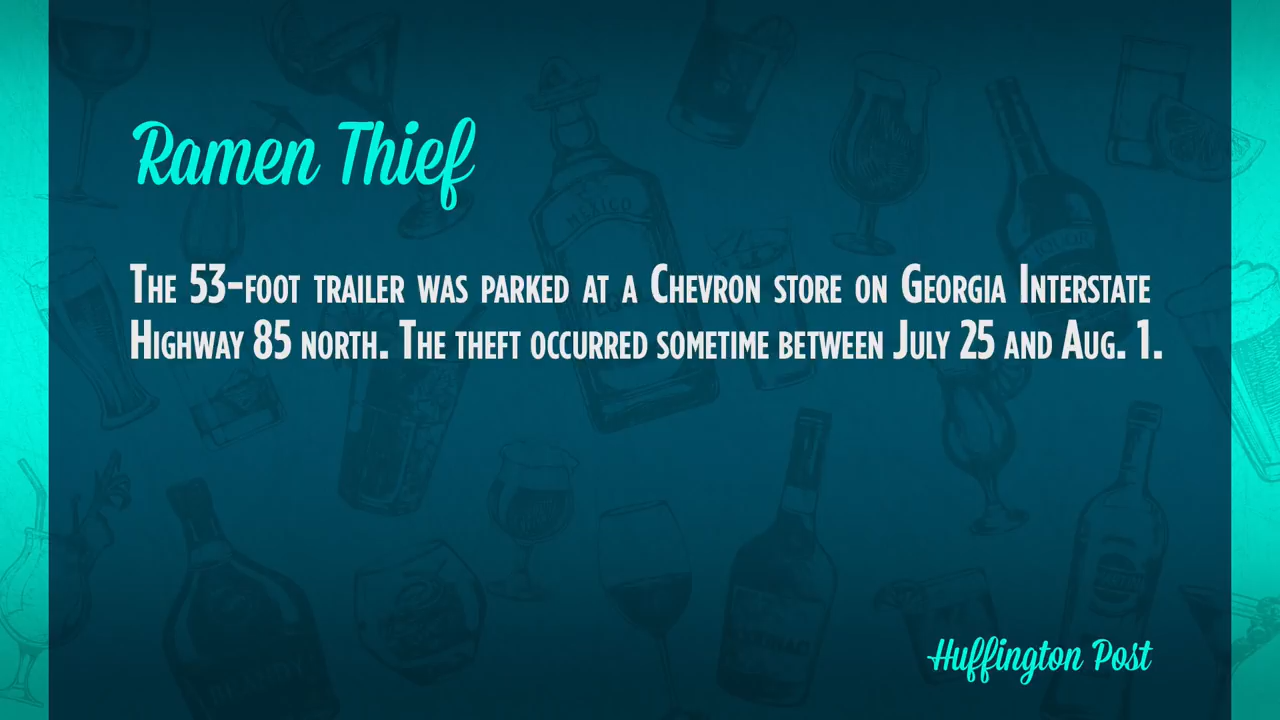 Ramen Thief
The 53-foot trailer was parked at a Chevron store on Georgia Interstate
Highway 85 north. The theft occurred sometime between July 25 and Aug. 1.
MEXICO
Huffington Post